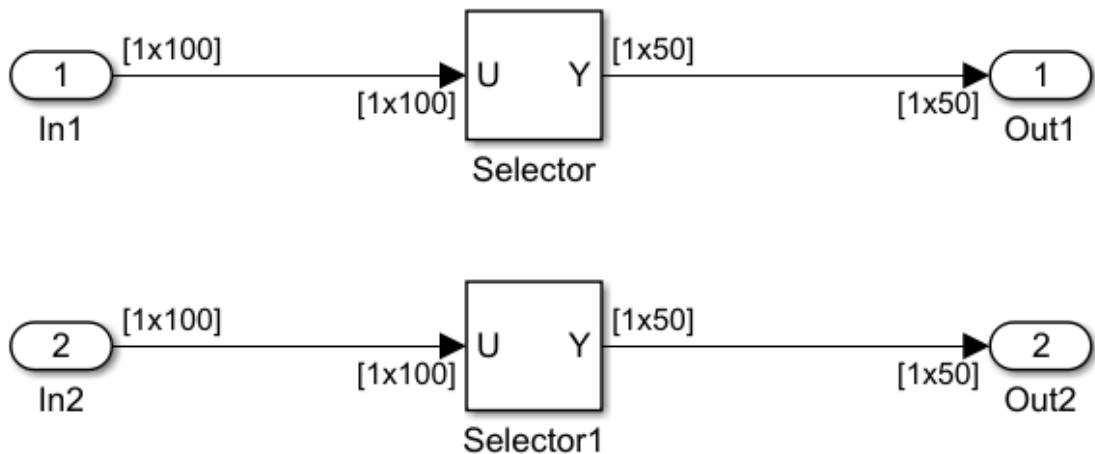 [1x100]
[1x50]
1
U
Y
1
[1x100]
[1x50]
In1
Out1
Selector
[1x100]
[1x50]
2
U
Y
2
[1x100]
[1x50]
In2
Out2
Selector1